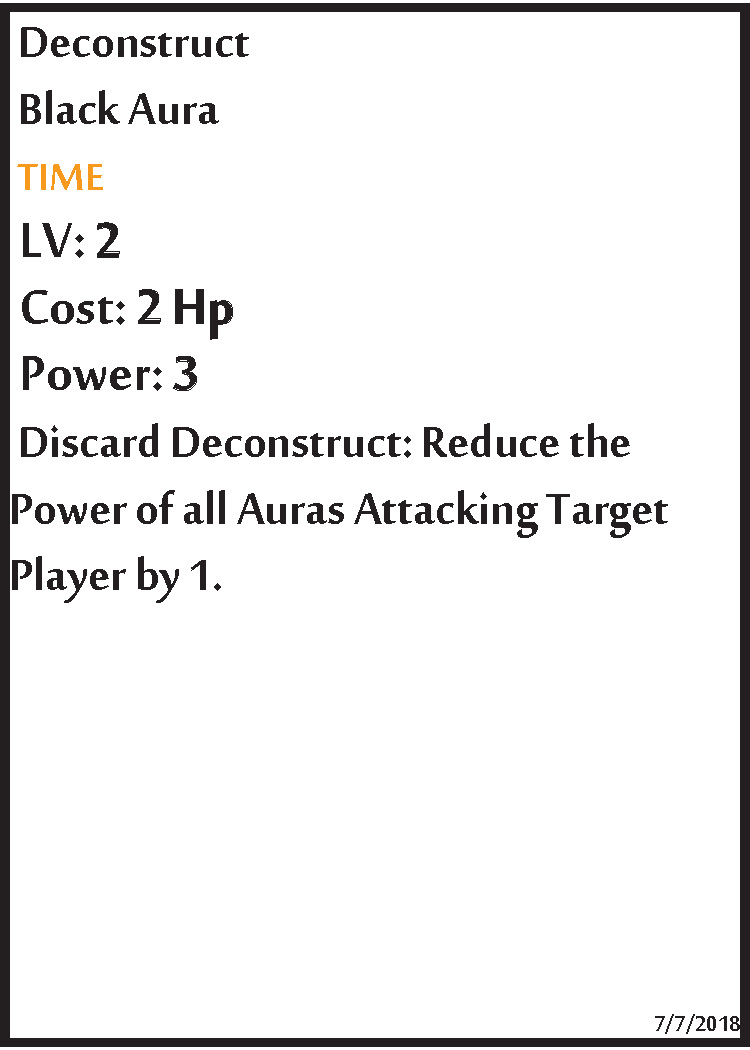 Deconstruct
Black Aura
TIME
LV: 2
Cost: 2 Hp
Power: 3
Discard Deconstruct: Reduce the
Power of all Auras Attacking Target
Player by 1.
7/7/2018